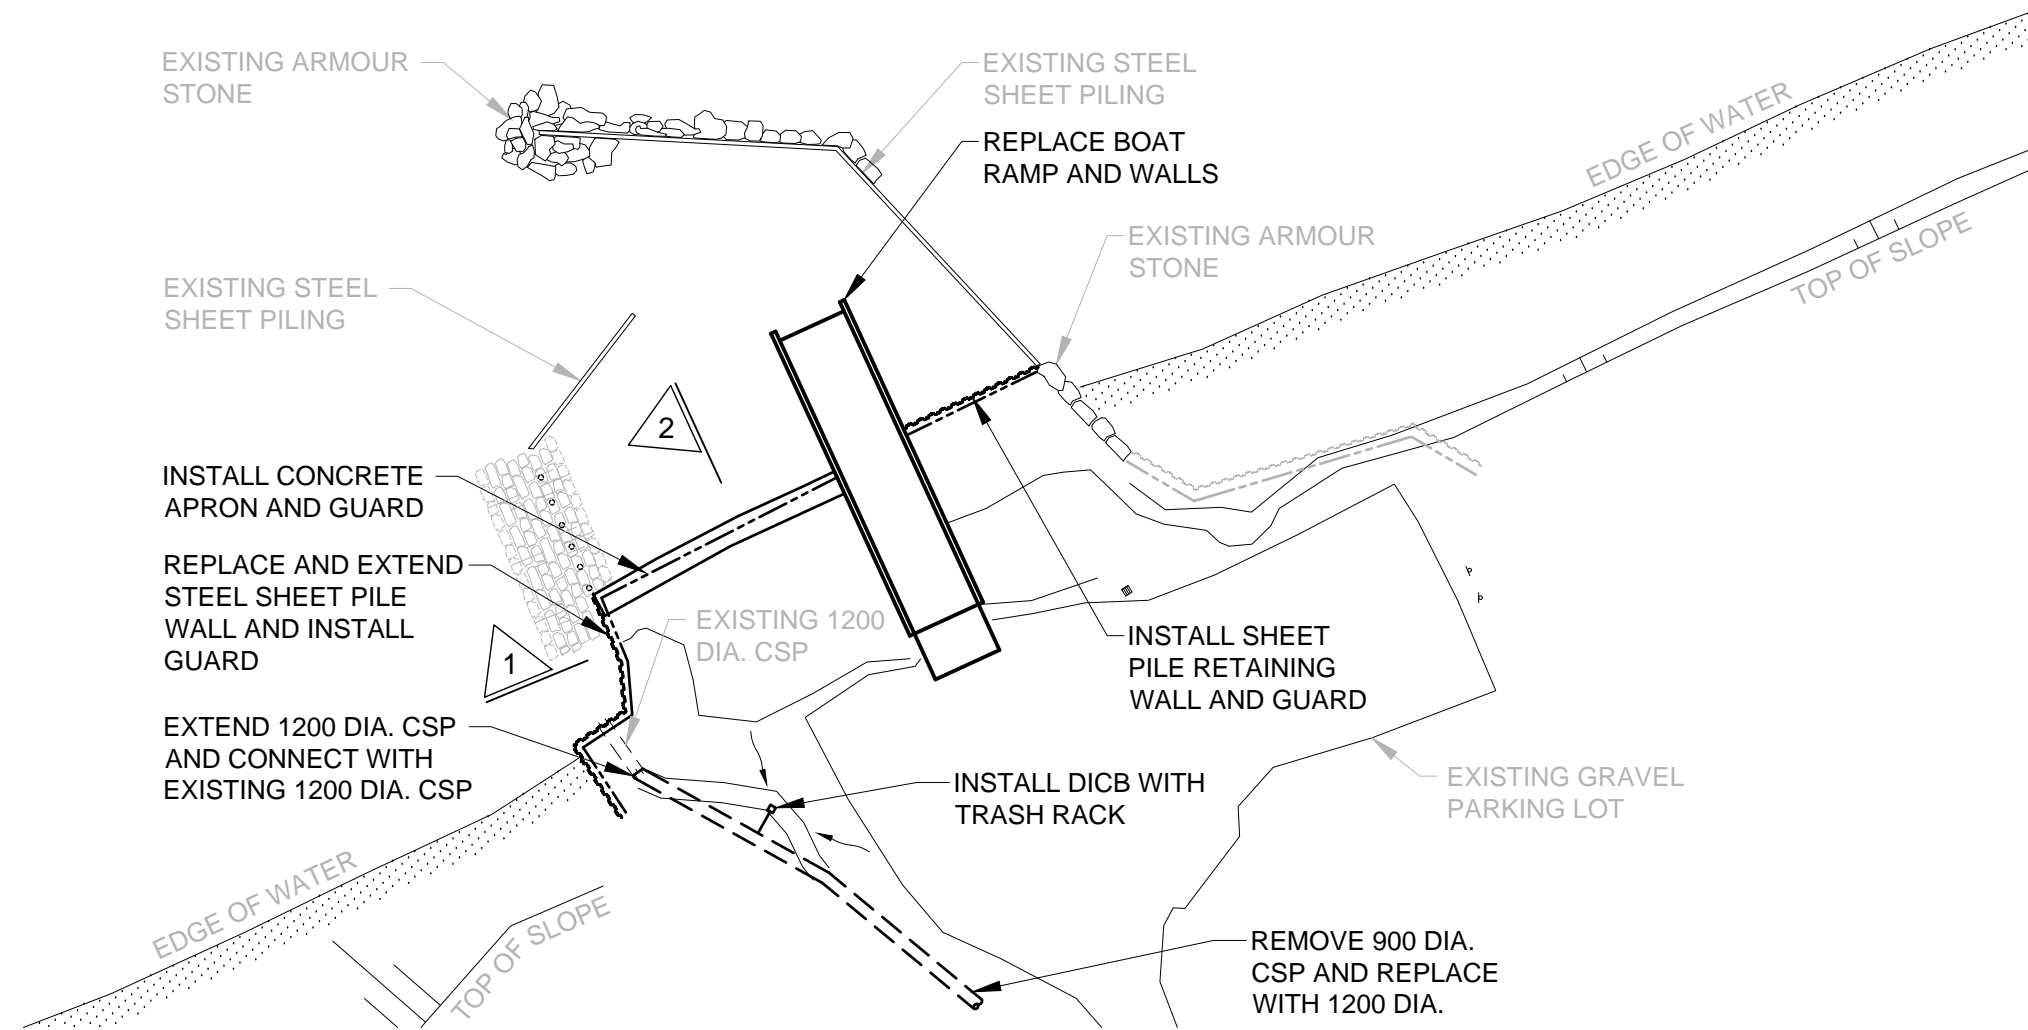 EXISTING ARMOUR
STONE
EXISTING STEEL
SHEET PILING
REPLACE BOAT
RAMP AND WALLS
EDGE OF WATER
EXISTING ARMOUR
STONE
TOP OF SLOPE
EXISTING STEEL
SHEET PILING
2
INSTALL CONCRETE
APRON AND GUARD
REPLACE AND EXTEND
STEEL SHEET PILE
WALL AND INSTALL
GUARD
1
EXISTING 1200
DIA. CSP
INSTALL SHEET
PILE RETAINING
WALL AND GUARD
EXTEND 1200 DIA. CSP
AND CONNECT WITH
EXISTING 1200 DIA. CSP
INSTALL DICB WITH
TRASH RACK
EXISTING GRAVEL
PARKING LOT
EDGE OF WATER
TOP OF SLOPE
REMOVE 900 DIA.
CSP AND REPLACE
WITH 1200 DIA.